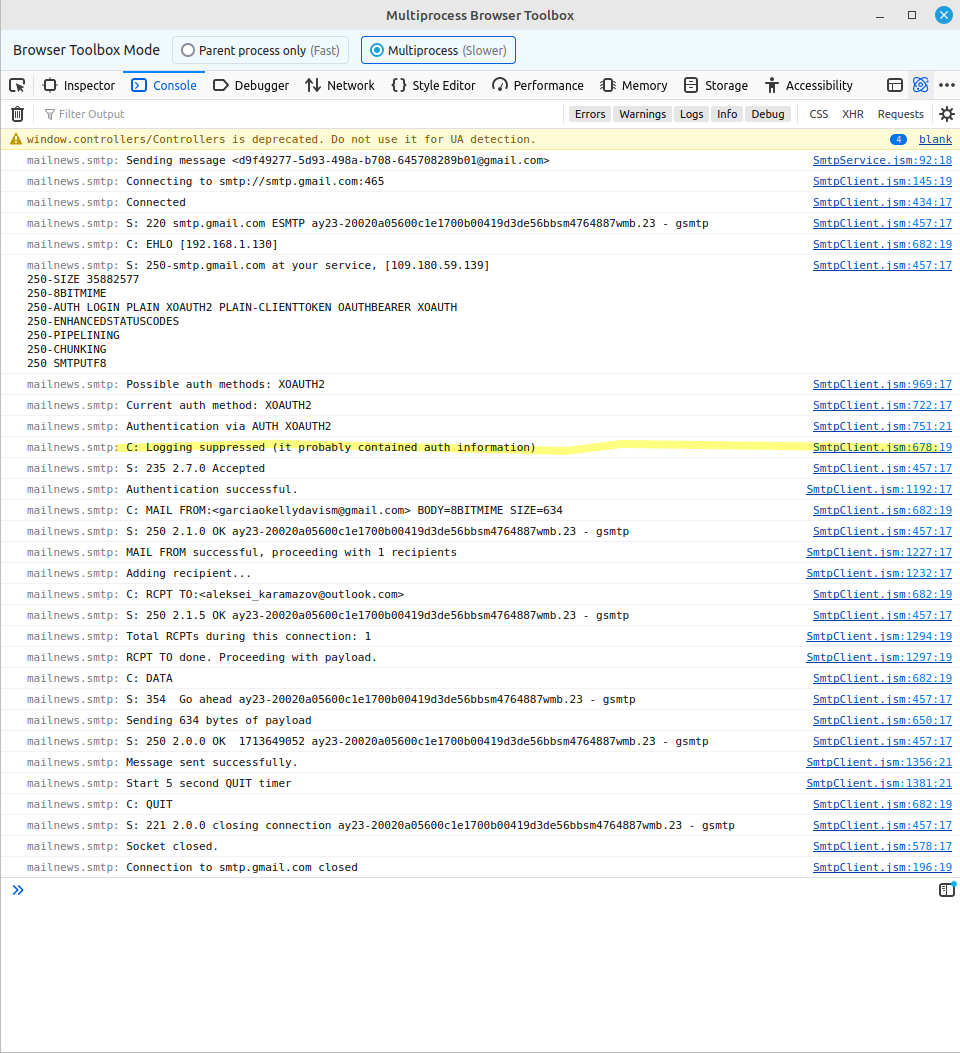 Multiprocess Browser Toolbox
Browser Toolbox Mode Parent process only (Fast) Multiprocess (Slower)
Inspector Console Debugger Network Style Editor Performance Memory Storage Accessibility
Filter Output Errors Warnings Logs Info Debug CSS XHR Requests
window.controllers/Controllers is deprecated. Do not use it for UA detection. 4 blank
mailnews.smtp: Sending message <d9f49277-5d93-498a-b708-645708289b01@gmail.com> SmtpService.jsm:92:18
mailnews.smtp: Connecting to smtp://smtp.gmail.com:465 SmtpClient.jsm:145:19
mailnews.smtp: Connected SmtpClient.jsm:434:17
mailnews.smtp: S: 220 smtp.gmail.com ESMTP ay23-20020a05600c1e1700b00419d3de56bbsm4764887wmb.23 - gsmtp SmtpClient.jsm:457:17
mailnews.smtp: C: EHLO [192.168.1.130] SmtpClient.jsm:682:19
mailnews.smtp: S: 250-smtp.gmail.com at your service, [109.180.59.139] SmtpClient.jsm:457:17
250-SIZE 35882577
250-8BITMIME
250-AUTH LOGIN PLAIN XOAUTH2 PLAIN-CLIENTTOKEN OAUTHBEARER XOAUTH
250-ENHANCEDSTATUSCODES
250-PIPELINING
250-CHUNKING
250 SMTPUTF8
mailnews.smtp: Possible auth methods: XOAUTH2 SmtpClient.jsm:969:17
mailnews.smtp: Current auth method: XOAUTH2 SmtpClient.jsm:722:17
mailnews.smtp: Authentication via AUTH XOAUTH2 SmtpClient.jsm:751:21
mailnews.smtp: C: Logging suppressed (it probably contained auth information) SmtpClient.jsm:678:19
mailnews.smtp: S: 235 2.7.0 Accepted SmtpClient.jsm:457:17
mailnews.smtp: Authentication successful. SmtpClient.jsm:1192:17
mailnews.smtp: C: MAIL FROM:<garciaokellydavism@gmail.com> BODY=8BITMIME SIZE=634 SmtpClient.jsm:682:19
mailnews.smtp: S: 250 2.1.0 OK ay23-20020a05600c1e1700b00419d3de56bbsm4764887wmb.23 - gsmtp SmtpClient.jsm:457:17
mailnews.smtp: MAIL FROM successful, proceeding with 1 recipients SmtpClient.jsm:1227:17
mailnews.smtp: Adding recipient... SmtpClient.jsm:1232:17
mailnews.smtp: C: RCPT TO:<aleksei_karamazov@outlook.com> SmtpClient.jsm:682:19
mailnews.smtp: S: 250 2.1.5 OK ay23-20020a05600c1e1700b00419d3de56bbsm4764887wmb.23 - gsmtp SmtpClient.jsm:457:17
mailnews.smtp: Total RCPTs during this connection: 1 SmtpClient.jsm:1294:19
mailnews.smtp: RCPT TO done. Proceeding with payload. SmtpClient.jsm:1297:19
mailnews.smtp: C: DATA SmtpClient.jsm:682:19
mailnews.smtp: S: 354  Go ahead ay23-20020a05600c1e1700b00419d3de56bbsm4764887wmb.23 - gsmtp SmtpClient.jsm:457:17
mailnews.smtp: Sending 634 bytes of payload SmtpClient.jsm:650:17
mailnews.smtp: S: 250 2.0.0 OK  1713649052 ay23-20020a05600c1e1700b00419d3de56bbsm4764887wmb.23 - gsmtp SmtpClient.jsm:457:17
mailnews.smtp: Message sent successfully. SmtpClient.jsm:1356:21
mailnews.smtp: Start 5 second QUIT timer SmtpClient.jsm:1381:21
mailnews.smtp: C: QUIT SmtpClient.jsm:682:19
mailnews.smtp: S: 221 2.0.0 closing connection ay23-20020a05600c1e1700b00419d3de56bbsm4764887wmb.23 - gsmtp SmtpClient.jsm:457:17
mailnews.smtp: Socket closed. SmtpClient.jsm:578:17
mailnews.smtp: Connection to smtp.gmail.com closed SmtpClient.jsm:196:19